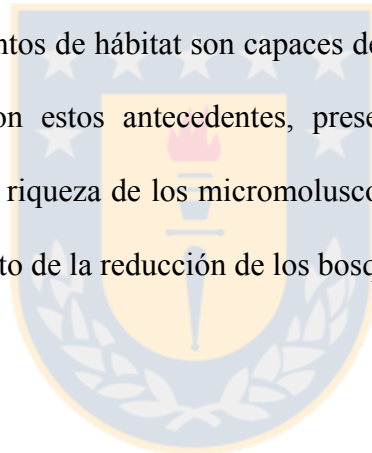 ntos de hábitat son capaces de
on estos antecedentes, prese
riqueza de los micromolusco
to de la reducción de los bosq